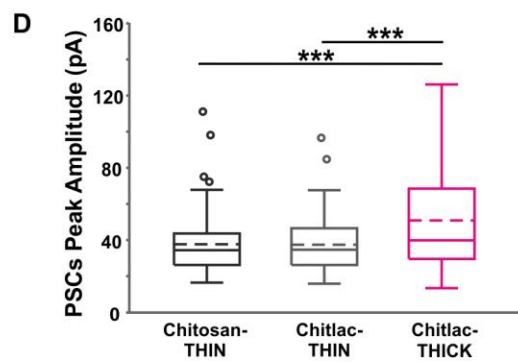 D
PSCs Peak Amplitude (pA)
160
120
80
40
0
***
***
Chitosan-
THIN
Chitlac-
THIN
Chitlac-
THICK